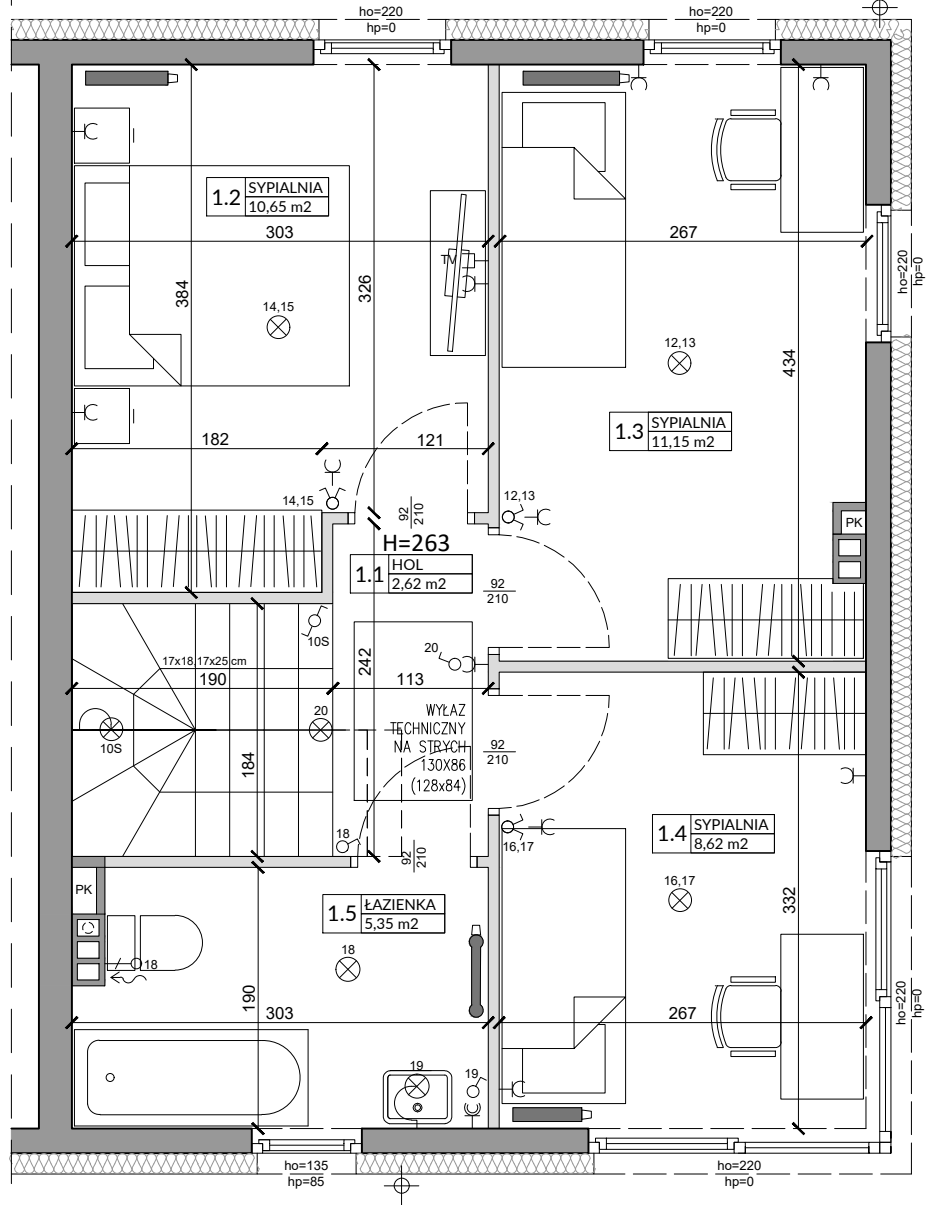 ho=220
hp=0
ho=220
hp=0
1.2
SYPIALNIA
10,65 m2
303
267
ho=220
hp=0
TV
384
326
14,15
12,13
434
1.3
SYPIALNIA
11,15 m2
182
121
14,15
92
210
12,13
PK
H=263
1.1
HOL
2,62 m2
92
210
10S
17x18,17x25 cm
20
242
190
113
WYŁAZ
TECHNICZNY
NA STRYCH
130X86
(128x84)
20
10S
184
92
210
18
92
210
16,17
1.4
SYPIALNIA
8,62 m2
PK
1.5
ŁAZIENKA
5,35 m2
16,17
332
18
18
190
303
267
ho=220
hp=0
19
19
ho=135
hp=85
ho=220
hp=0